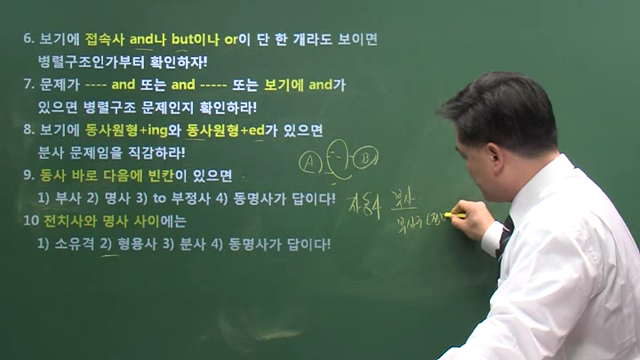 6. 보기에 접속사 and나 but이나 or이 단 한 개라도 보이면
병렬구조인가부터 확인하자!
7. 문제가 ---- and 또는 and ----- 또는 보기에 and가
있으면 병렬구조 문제인지 확인하라!
8. 보기에 동사원형+ing와 동사원형+ed가 있으면
분사 문제임을 직감하라!
9. 동사 바로 다음에 빈칸이 있으면
1) 부사 2) 명사 3) to 부정사 4) 동명사가 답이다!
10 전치사와 명사 사이에는
1) 소유격 2) 형용사 3) 분사 4) 동명사가 답이다!
A B
자동사 부사